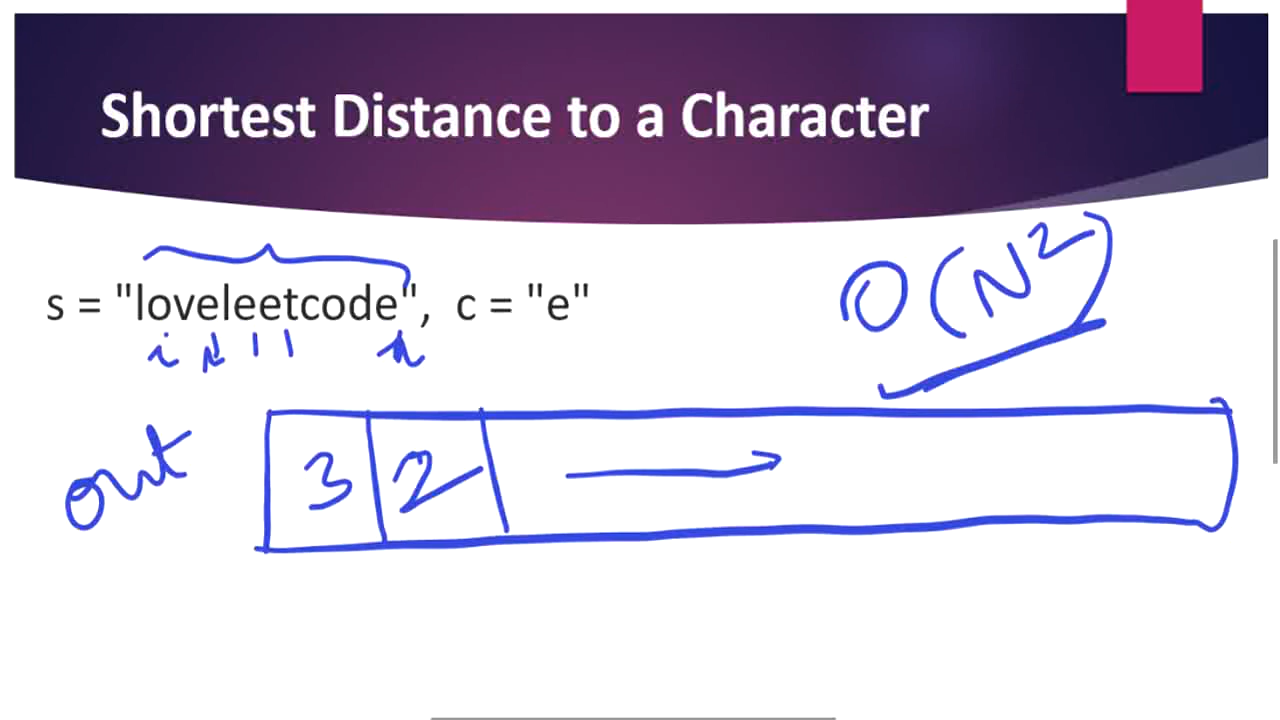 Shortest Distance to a Character
s = "loveleetcode", c = "e"
O(N²)
out 3 2